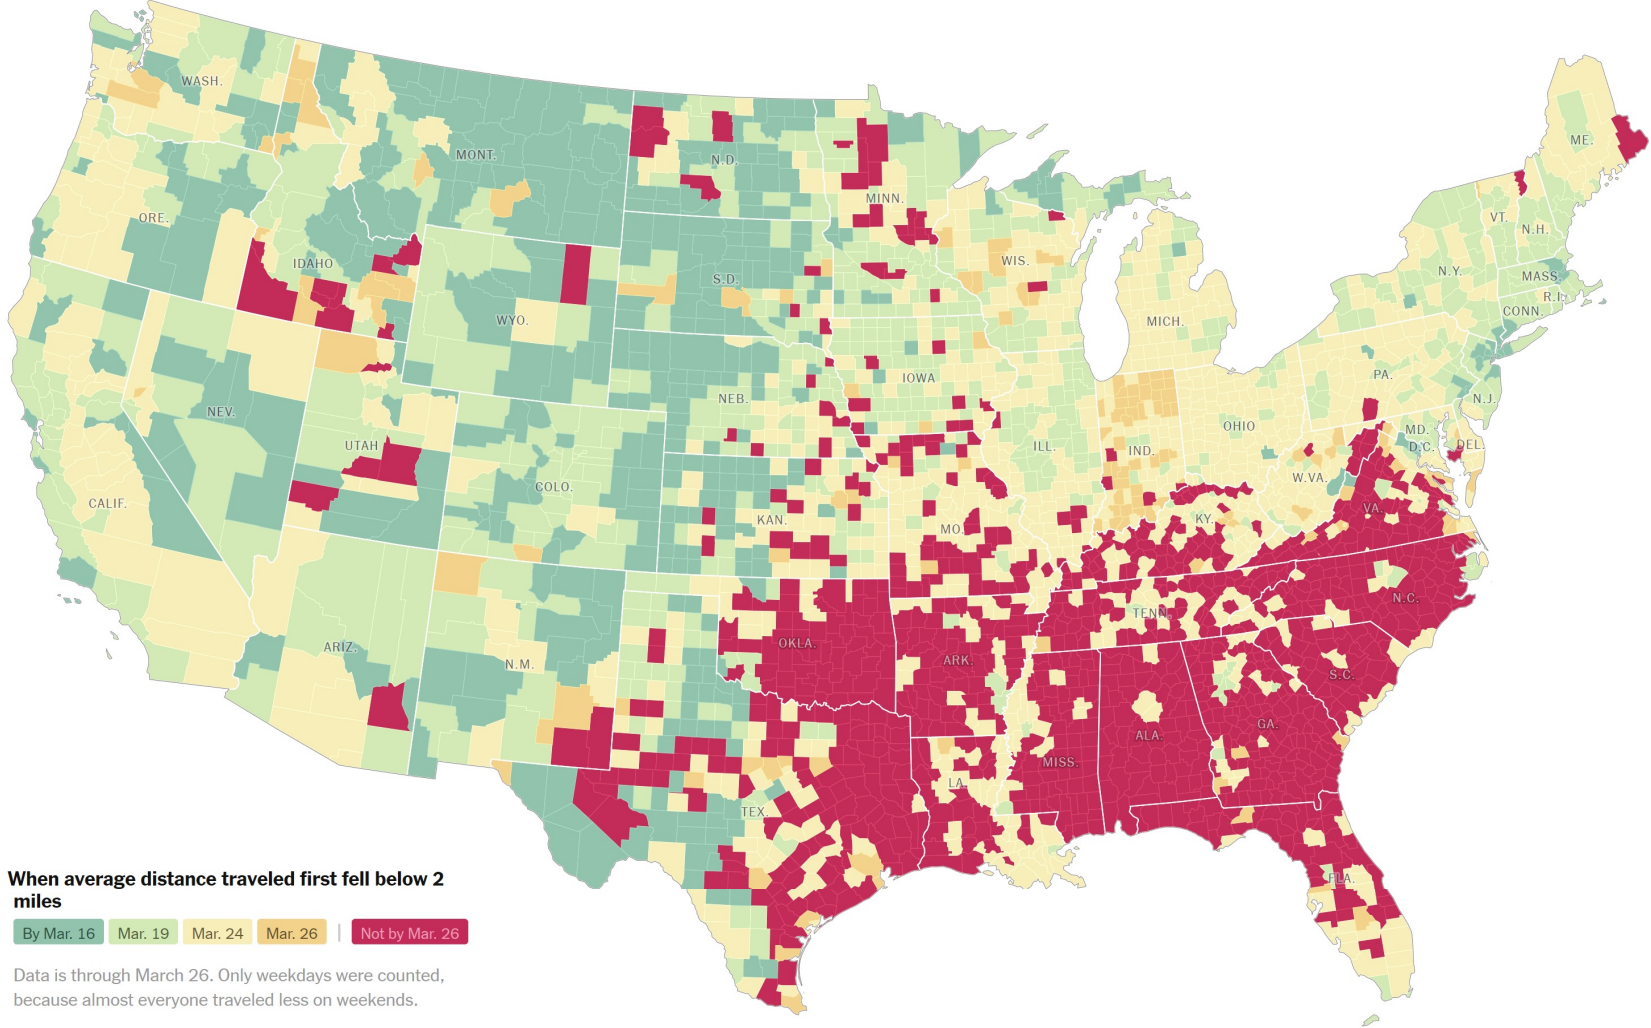 WASH.
MONT.
N.D.
MINN.
ME.
VT.
N.H.
ORE.
IDAHO
S.D.
WIS.
N.Y.
MASS.
R.I.
CONN.
WYO.
MICH.
IOWA
PA.
N.J.
NEV.
NEB.
OHIO
MD.
D.C.
DEL.
UTAH
ILL.
IND.
W.VA.
CALIF.
COLO.
KAN.
MO.
KY.
VA.
N.C.
TENN.
ARIZ.
N.M.
OKLA.
ARK.
S.C.
MISS.
ALA.
GA.
LA.
TEX.
FLA.
When average distance traveled first fell below 2
miles
By Mar. 16 Mar. 19 Mar. 24 Mar. 26 | Not by Mar. 26
Data is through March 26. Only weekdays were counted,
because almost everyone traveled less on weekends.